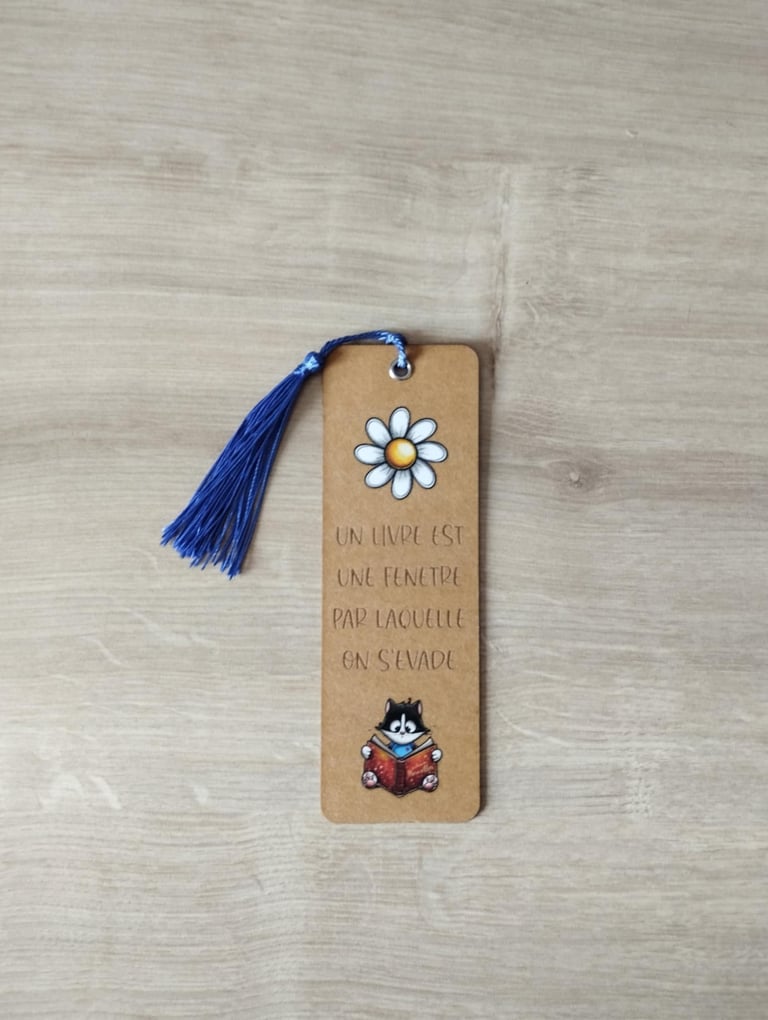 UN LIVRE EST
UNE FENETRE
PAR LAQUELLE
ON S'EVADE